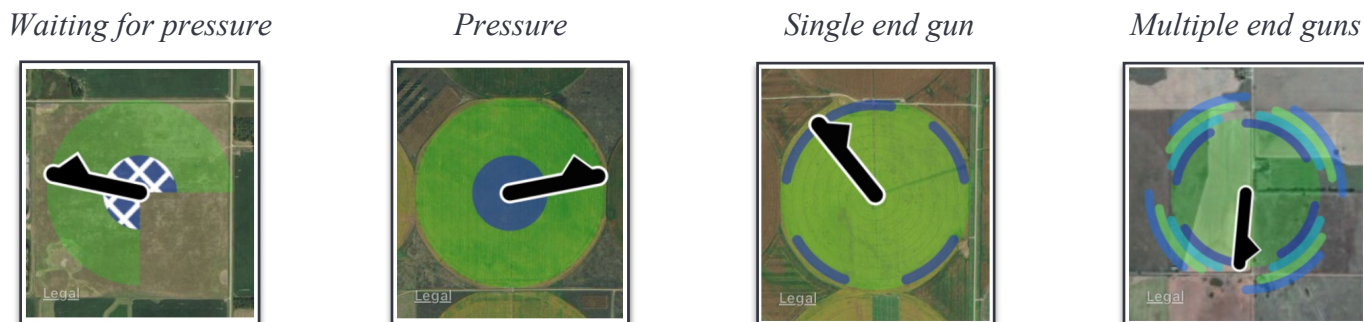 Waiting for pressure
Pressure
Single end gun
Multiple end guns
Legal
Legal
Legal
Legal